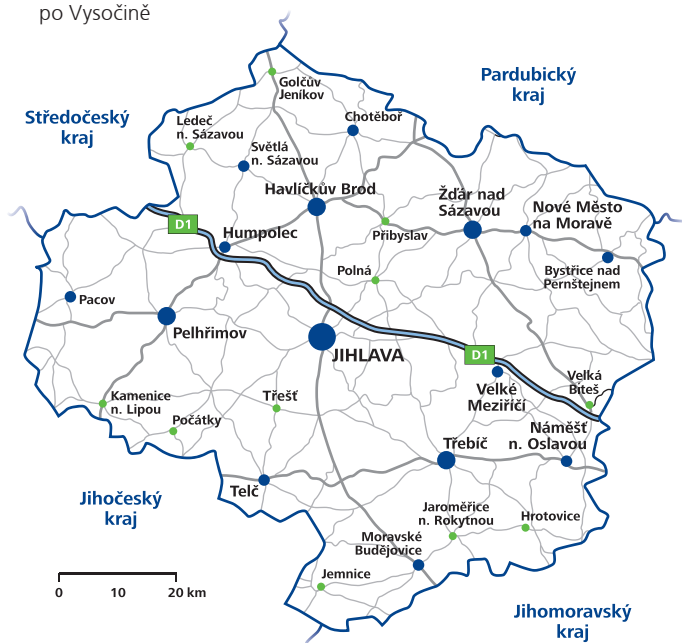 po Vysočině
Pardubický
kraj
Středočeský
kraj
Golčův
Jeníkov
Chotěboř
Ledeč
n. Sázavou
Světlá
n. Sázavou
Havlíčkův Brod
Žďár nad
Sázavou
Nové Město
na Moravě
D1
Humpolec
Přibyslav
Bystřice nad
Pernštejnem
Polná
Pacov
Pelhřimov
JIHLAVA
D1
Velké
Meziříčí
Velká
Bíteš
Kamenice
n. Lipou
Třešť
Počátky
Třebíč
Náměšť
n. Oslavou
Telč
Jihočeský
kraj
Jaroměřice
n. Rokytnou
Hrotovice
Moravské
Budějovice
Jemnice
0 10 20 km
Jihomoravský
kraj